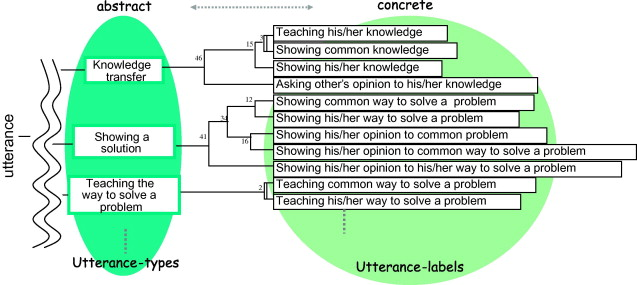 abstract
concrete
utterance
Knowledge
transfer
Showing a
solution
Teaching the
way to solve a
problem
Utterance-types
46
15
3
41
34
12
16
2
Teaching his/her knowledge
Showing common knowledge
Showing his/her knowledge
Asking other's opinion to his/her knowledge
Showing common way to solve a problem
Showing his/her way to solve a problem
Showing his/her opinion to common problem
Showing his/her opinion to common way to solve a problem
Showing his/her opinion to his/her way to solve a problem
Teaching common way to solve a problem
Teaching his/her way to solve a problem
Utterance-labels